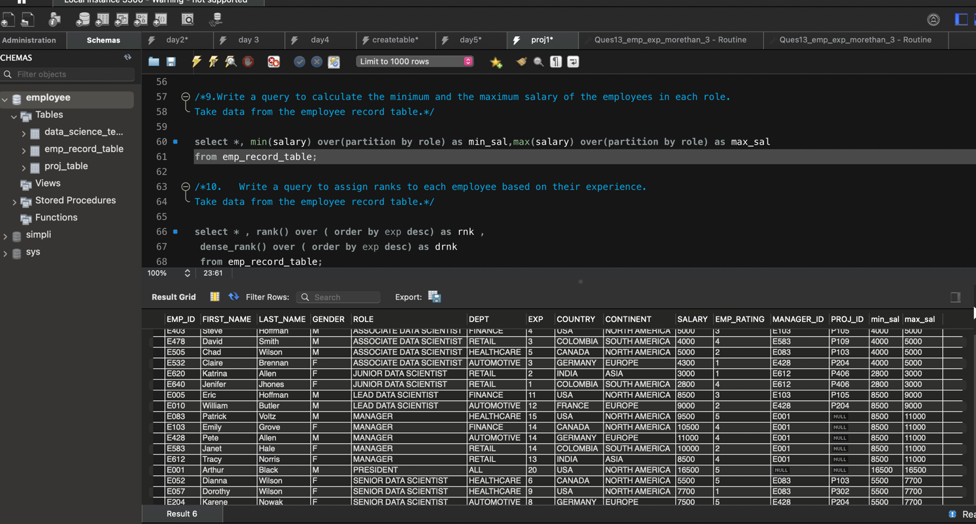 Local instance 3306 - Warning - not supported
Administration Schemas day2* day 3 day4 createtable* day5* proj1* Ques13_emp_exp_morethan_3 - Routine Ques13_emp_exp_morethan_3 - Routine
CHEMAS
Filter objects
employee
Tables
data_science_te...
emp_record_table
proj_table
Views
Stored Procedures
Functions
simpli
sys
Limit to 1000 rows
56
57 /*9.Write a query to calculate the minimum and the maximum salary of the employees in each role.
58 Take data from the employee record table.*/
59
60 select *, min(salary) over(partition by role) as min_sal,max(salary) over(partition by role) as max_sal
61 from emp_record_table;
62
63 /*10. Write a query to assign ranks to each employee based on their experience.
64 Take data from the employee record table.*/
65
66 select * , rank() over ( order by exp desc) as rnk ,
67 dense_rank() over ( order by exp desc) as drnk
68 from emp_record_table;
100% 23:61
Result Grid Filter Rows: Search Export:
EMP_ID FIRST_NAME LAST_NAME GENDER ROLE DEPT EXP COUNTRY CONTINENT SALARY EMP_RATING MANAGER_ID PROJ_ID min_sal max_sal
E403 Steve Hoffman M ASSOCIATE DATA SCIENTIST FINANCE 4 USA NORTH AMERICA 5000 3 E103 P105 4000 5000
E478 David Smith M ASSOCIATE DATA SCIENTIST RETAIL 3 COLOMBIA SOUTH AMERICA 4000 4 E583 P109 4000 5000
E505 Chad Wilson M ASSOCIATE DATA SCIENTIST HEALTHCARE 5 CANADA NORTH AMERICA 5000 2 E083 P103 4000 5000
E532 Claire Brennan F ASSOCIATE DATA SCIENTIST AUTOMOTIVE 3 GERMANY EUROPE 4300 1 E428 P204 4000 5000
E620 Katrina Allen F JUNIOR DATA SCIENTIST RETAIL 2 INDIA ASIA 3000 1 E612 P406 2800 3000
E640 Jenifer Jhones F JUNIOR DATA SCIENTIST RETAIL 1 COLOMBIA SOUTH AMERICA 2800 4 E612 P406 2800 3000
E005 Eric Hoffman M LEAD DATA SCIENTIST FINANCE 11 USA NORTH AMERICA 8500 3 E103 P105 8500 9000
E010 William Butler M LEAD DATA SCIENTIST AUTOMOTIVE 12 FRANCE EUROPE 9000 2 E428 P204 8500 9000
E083 Patrick Voltz M MANAGER HEALTHCARE 15 USA NORTH AMERICA 9500 5 E001 NULL 8500 11000
E103 Emily Grove F MANAGER FINANCE 14 CANADA NORTH AMERICA 10500 4 E001 NULL 8500 11000
E428 Pete Allen M MANAGER AUTOMOTIVE 14 GERMANY EUROPE 11000 4 E001 NULL 8500 11000
E583 Janet Hale F MANAGER RETAIL 14 COLOMBIA SOUTH AMERICA 10000 2 E001 NULL 8500 11000
E612 Tracy Norris F MANAGER RETAIL 13 INDIA ASIA 8500 4 E001 NULL 8500 11000
E001 Arthur Black M PRESIDENT ALL 20 USA NORTH AMERICA 16500 5 NULL NULL 16500 16500
E052 Dianna Wilson F SENIOR DATA SCIENTIST HEALTHCARE 6 CANADA NORTH AMERICA 5500 5 E083 P103 5500 7700
E057 Dorothy Wilson F SENIOR DATA SCIENTIST HEALTHCARE 9 USA NORTH AMERICA 7700 1 E083 P302 5500 7700
E204 Karene Nowak F SENIOR DATA SCIENTIST AUTOMOTIVE 8 GERMANY EUROPE 7500 5 E428 P204 5500 7700
Result 6 Rea